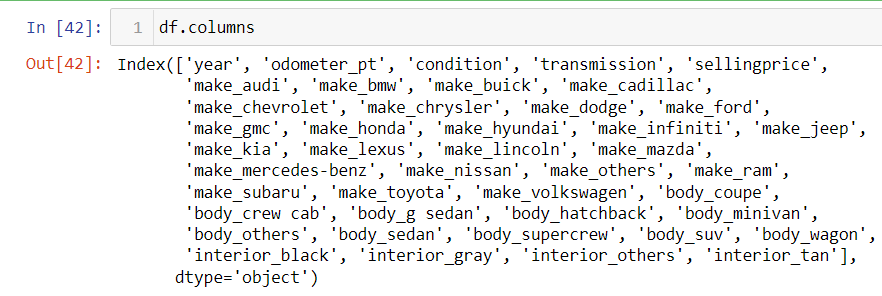 In [42]: 1 df.columns
Out[42]: Index(['year', 'odometer_pt', 'condition', 'transmission', 'sellingprice',
'make_audi', 'make_bmw', 'make_buick', 'make_cadillac',
'make_chevrolet', 'make_chrysler', 'make_dodge', 'make_ford',
'make_gmc', 'make_honda', 'make_hyundai', 'make_infiniti', 'make_jeep',
'make_kia', 'make_lexus', 'make_lincoln', 'make_mazda',
'make_mercedes-benz', 'make_nissan', 'make_others', 'make_ram',
'make_subaru', 'make_toyota', 'make_volkswagen', 'body_coupe',
'body_crew cab', 'body_g sedan', 'body_hatchback', 'body_minivan',
'body_others', 'body_sedan', 'body_supercrew', 'body_suv', 'body_wagon',
'interior_black', 'interior_gray', 'interior_others', 'interior_tan'],
dtype='object')